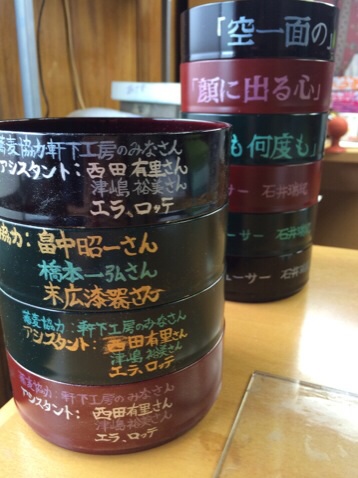 「空一面の」
「顔に出る心」
も何度も」
ーサー 石井
ーサー 石井
ューサー 石井
蕎麦協力軒下工房のみなさん
アシスタント：西田有里さん
津嶋裕美さん
エラ、ロッテ
協力：畠中昭一さん
橋本一弘さん
末広漆器さん
蕎麦協力：軒下工房のみなさん
アシスタント：西田有里さん
津嶋裕美さん
エラ、ロッテ
蕎麦協力：軒下工房のみなさん
アシスタント：西田有里さん
津嶋裕美さん
エラ、ロッテ